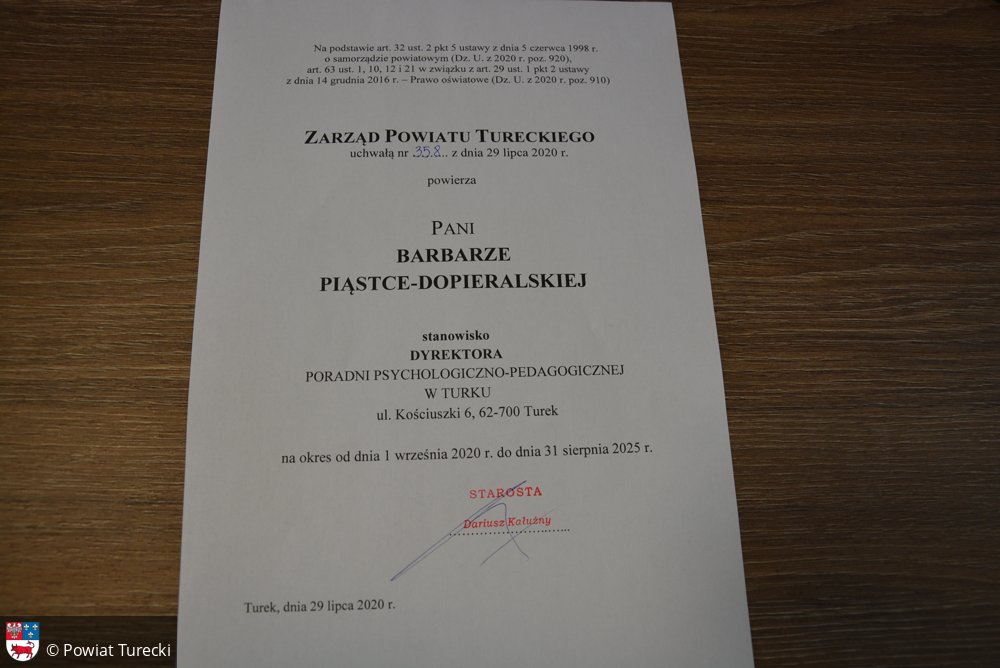 Na podstawie art. 32 ust. 2 pkt 5 ustawy z dnia 5 czerwca 1998 r.
o samorządzie powiatowym (Dz. U. z 2020 r. poz. 920),
art. 63 ust. 1, 10, 12 i 21 w związku z art. 29 ust. 1 pkt 2 ustawy
z dnia 14 grudnia 2016 r. – Prawo oświatowe (Dz. U. z 2020 r. poz. 910)
ZARZĄD POWIATU TURECKIEGO
uchwałą nr 358.. z dnia 29 lipca 2020 r.
powierza
PANI
BARBARZE
PIĄSTCE-DOPIERALSKIEJ
stanowisko
DYREKTORA
PORADNI PSYCHOLOGICZNO-PEDAGOGICZNEJ
W TURKU
ul. Kościuszki 6, 62-700 Turek
na okres od dnia 1 września 2020 r. do dnia 31 sierpnia 2025 r.
STAROSTA
Dariusz Kałużny
Turek, dnia 29 lipca 2020 r.
© Powiat Turecki